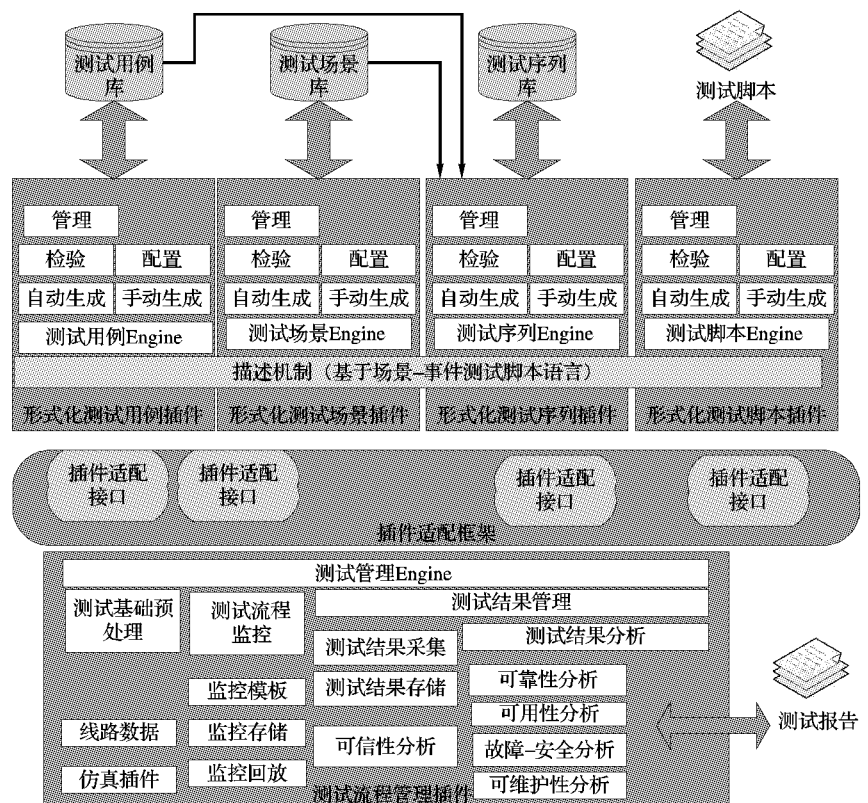 测试用例
库
测试场景
库
测试序列
库
测试脚本
管理
检验
配置
自动生成
手动生成
测试用例Engine
管理
检验
配置
自动生成
手动生成
测试场景Engine
管理
检验
配置
自动生成
手动生成
测试序列Engine
管理
检验
配置
自动生成
手动生成
测试脚本Engine
描述机制（基于场景-事件测试脚本语言）
形式化测试用例插件
形式化测试场景插件
形式化测试序列插件
形式化测试脚本插件
插件适配
接口
插件适配
接口
插件适配
接口
插件适配
接口
插件适配框架
测试管理Engine
测试基础预
处理
线路数据
仿真插件
测试流程
监控
监控模板
监控存储
监控回放
测试结果管理
测试结果采集
测试结果存储
可信性分析
测试结果分析
可靠性分析
可用性分析
故障-安全分析
可维护性分析
测试流程管理插件
测试报告